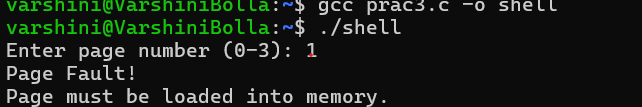 varshini@VarshiniBolla:~$ gcc prac3.c -o shell
varshini@VarshiniBolla:~$ ./shell
Enter page number (0-3): 1
Page Fault!
Page must be loaded into memory.